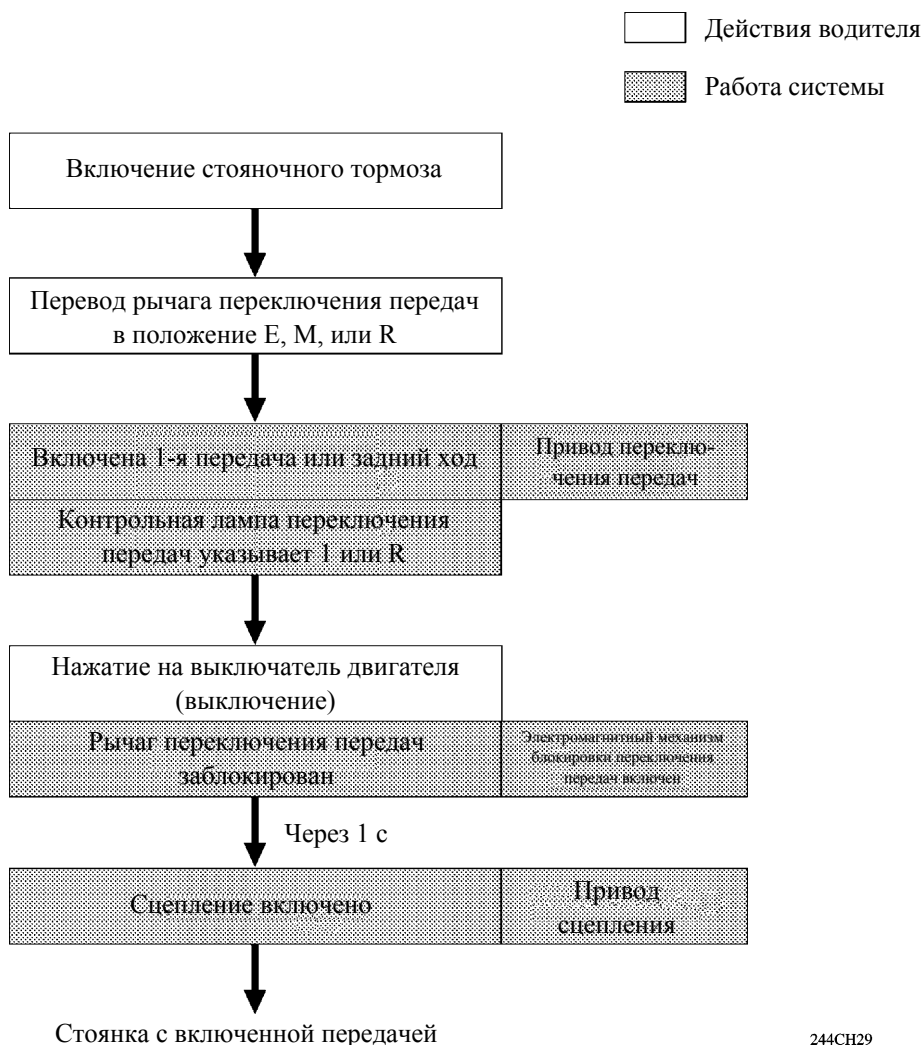 Действия водителя
Работа системы
Включение стояночного тормоза
Перевод рычага переключения передач
в положение E, M, или R
Включена 1-я передача или задний ход
Привод переклю-
чения передач
Контрольная лампа переключения
передач указывает 1 или R
Нажатие на выключатель двигателя
(выключение)
Рычаг переключения передач
заблокирован
Электромагнитный механизм
блокировки переключения
передач включен
Через 1 с
Сцепление включено
Привод
сцепления
Стоянка с включенной передачей
244CH29